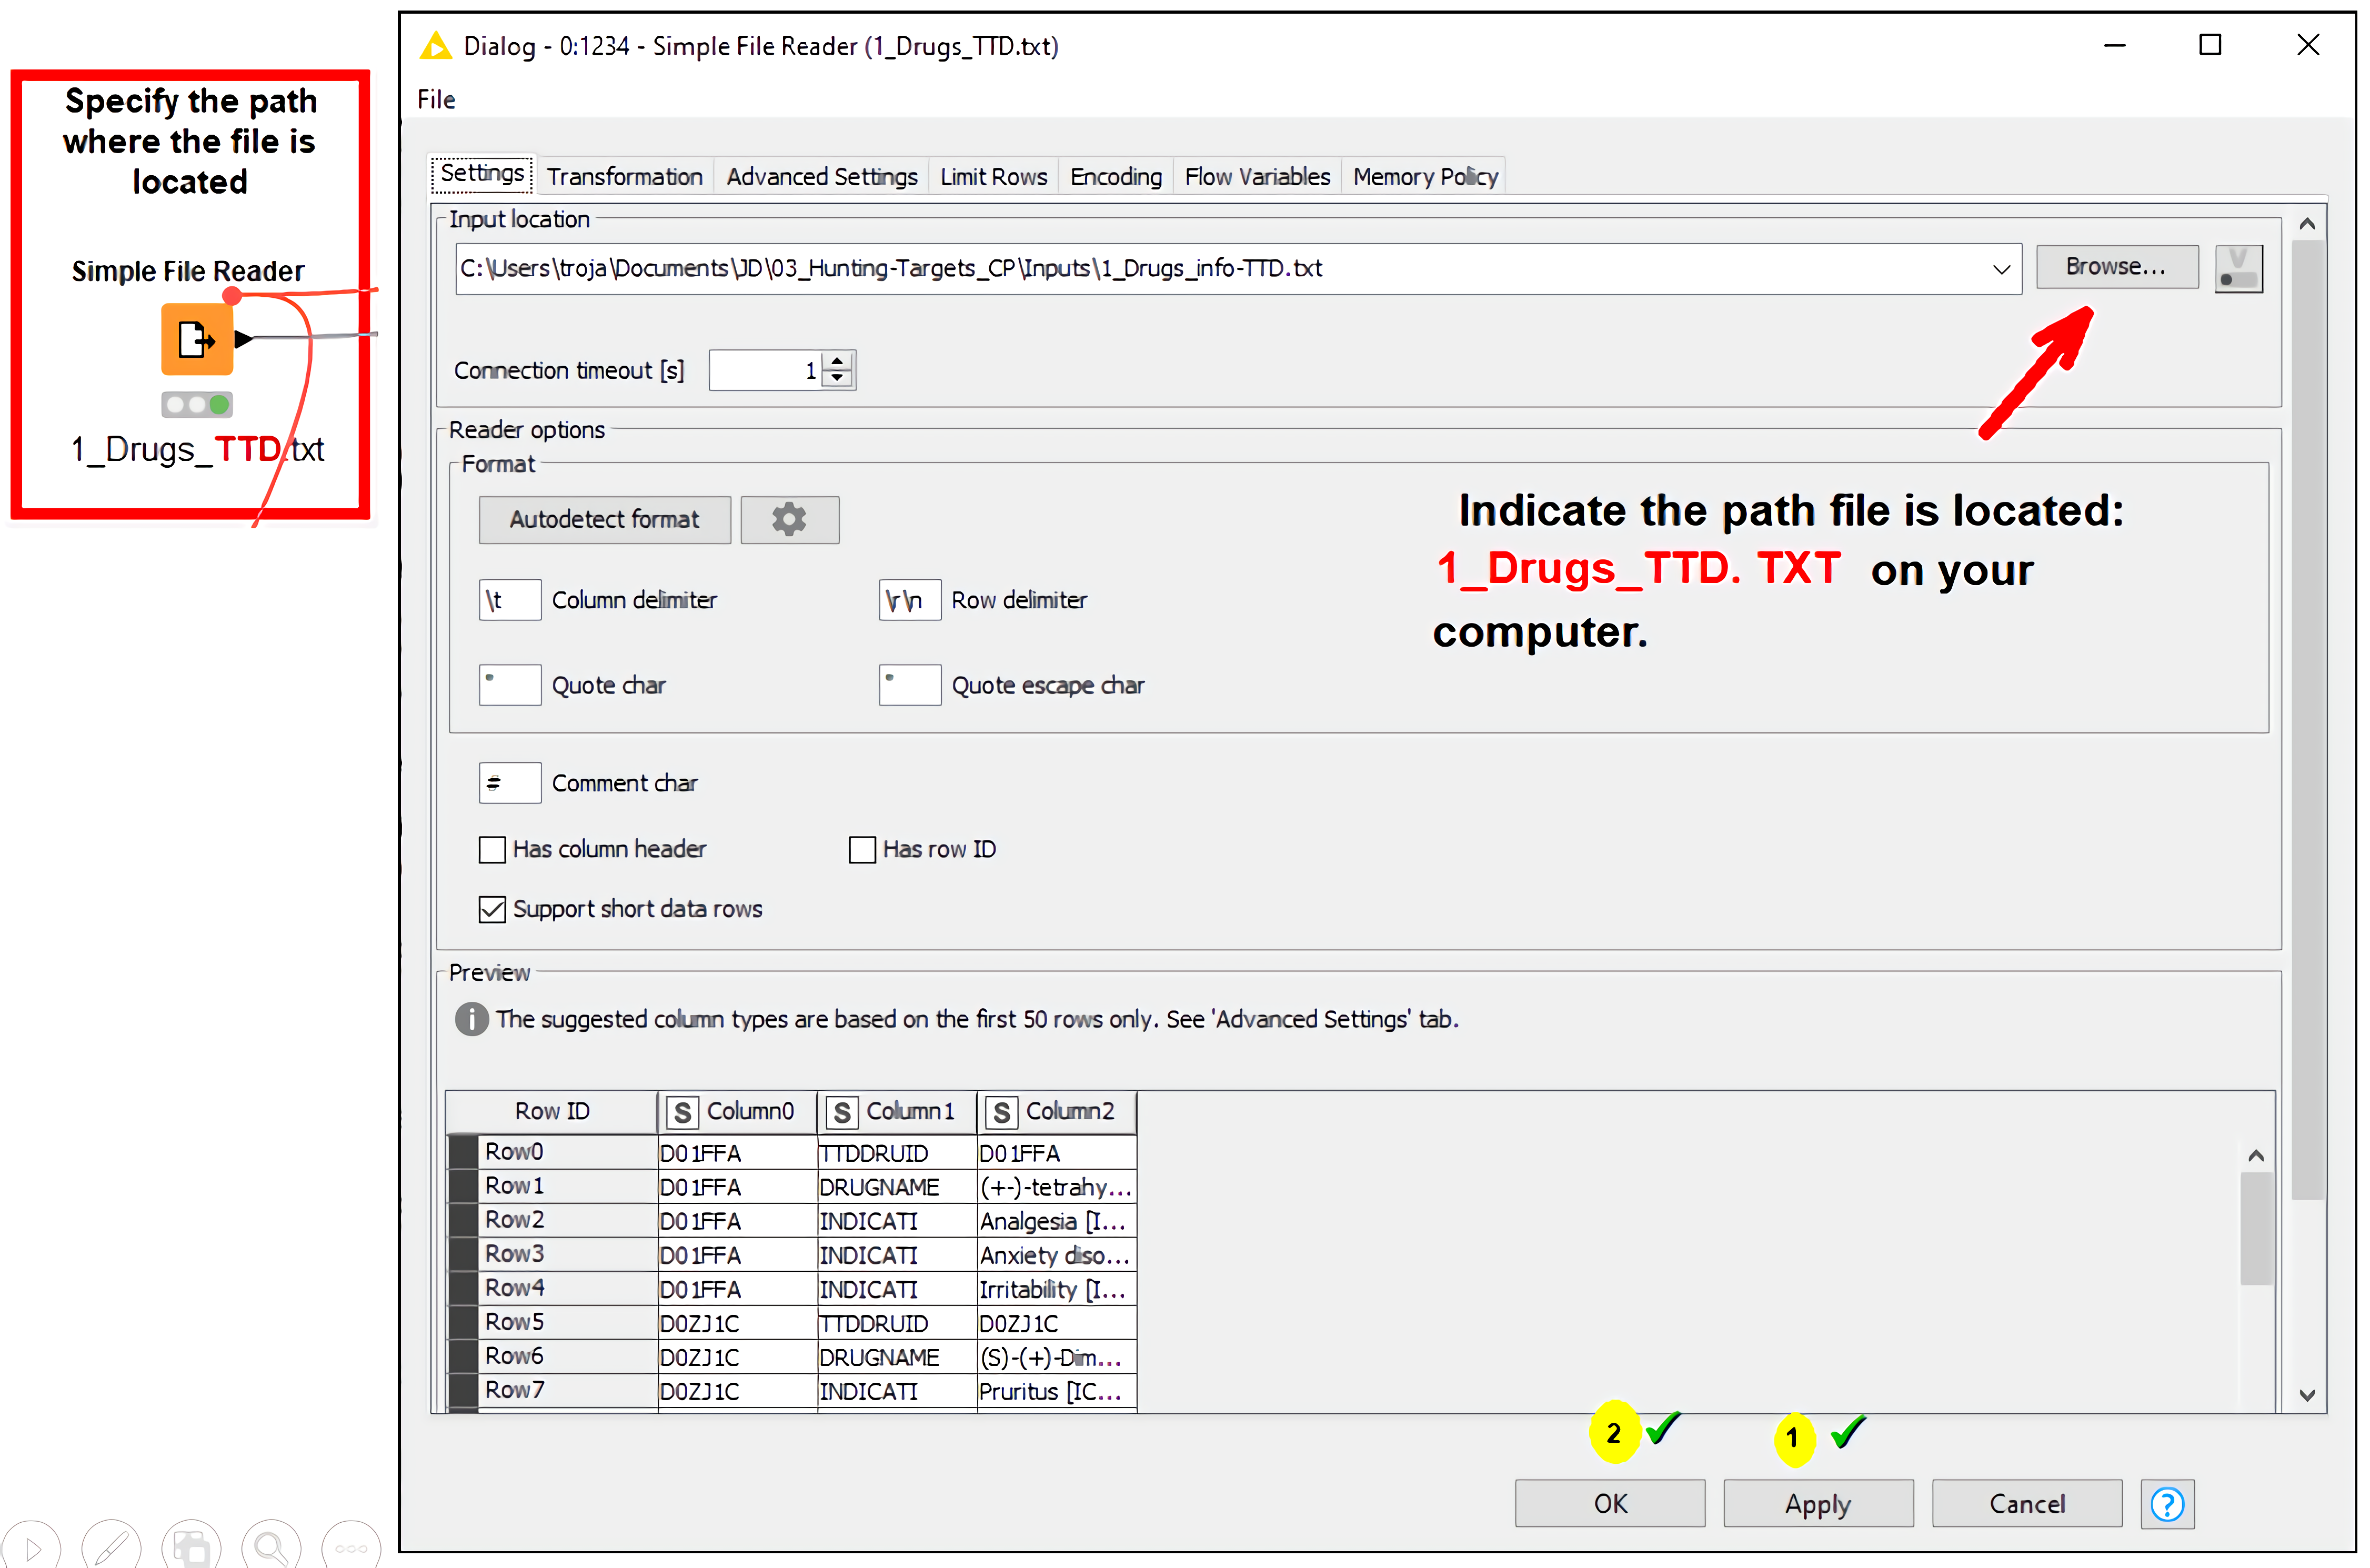 Specify the path
where the file is
located
Simple File Reader
1_Drugs_TTD.txt
Dialog - 0:1234 - Simple File Reader (1_Drugs_TTD.txt)
File
Settings Transformation Advanced Settings Limit Rows Encoding Flow Variables Memory Policy
Input location
C:\Users\troja\Documents\JD\03_Hunting-Targets_CP\Inputs\1_Drugs_info-TTD.txt
Browse...
V
Connection timeout [s] 1
Reader options
Format
Autodetect format
\t Column delimiter \r\n Row delimiter
" Quote char " Quote escape char
# Comment char
Has column header Has row ID
Support short data rows
Indicate the path file is located:
1_Drugs_TTD. TXT on your
computer.
Preview
i The suggested column types are based on the first 50 rows only. See 'Advanced Settings' tab.
Row ID S Column0 S Column1 S Column2
Row0 D01FFA TTDDRUID D01FFA
Row1 D01FFA DRUGNAME (+-)-tetrahy...
Row2 D01FFA INDICATI Analgesia [I...
Row3 D01FFA INDICATI Anxiety diso...
Row4 D01FFA INDICATI Irritability [I...
Row5 D0ZJ1C TTDDRUID D0ZJ1C
Row6 D0ZJ1C DRUGNAME (S)-(+)-Dim...
Row7 D0ZJ1C INDICATI Pruritus [IC...
2 1
OK Apply Cancel ?